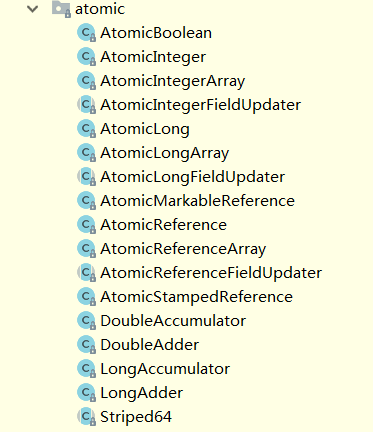 atomic
AtomicBoolean
AtomicInteger
AtomicIntegerArray
AtomicIntegerFieldUpdater
AtomicLong
AtomicLongArray
AtomicLongFieldUpdater
AtomicMarkableReference
AtomicReference
AtomicReferenceArray
AtomicReferenceFieldUpdater
AtomicStampedReference
DoubleAccumulator
DoubleAdder
LongAccumulator
LongAdder
Striped64